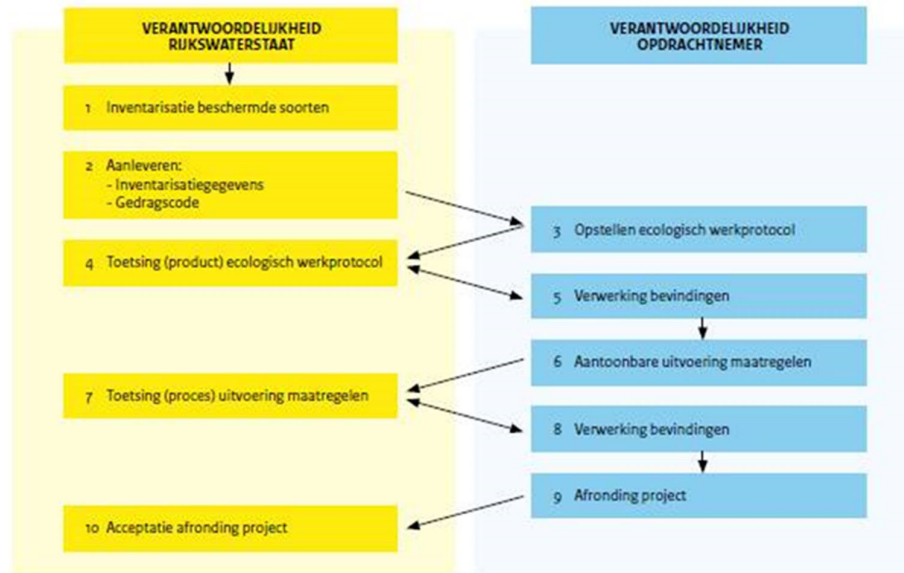 VERANTWOORDELIJKHEID
RIJKSWATERSTAAT
VERANTWOORDELIJKHEID
OPDRACHTNEMER
1 Inventarisatie beschermde soorten
2 Aanleveren:
- Inventarisatiegegevens
- Gedragscode
3 Opstellen ecologisch werkprotocol
4 Toetsing (product) ecologisch werkprotocol
5 Verwerking bevindingen
6 Aantoonbare uitvoering maatregelen
7 Toetsing (proces) uitvoering maatregelen
8 Verwerking bevindingen
9 Afronding project
10 Acceptatie afronding project